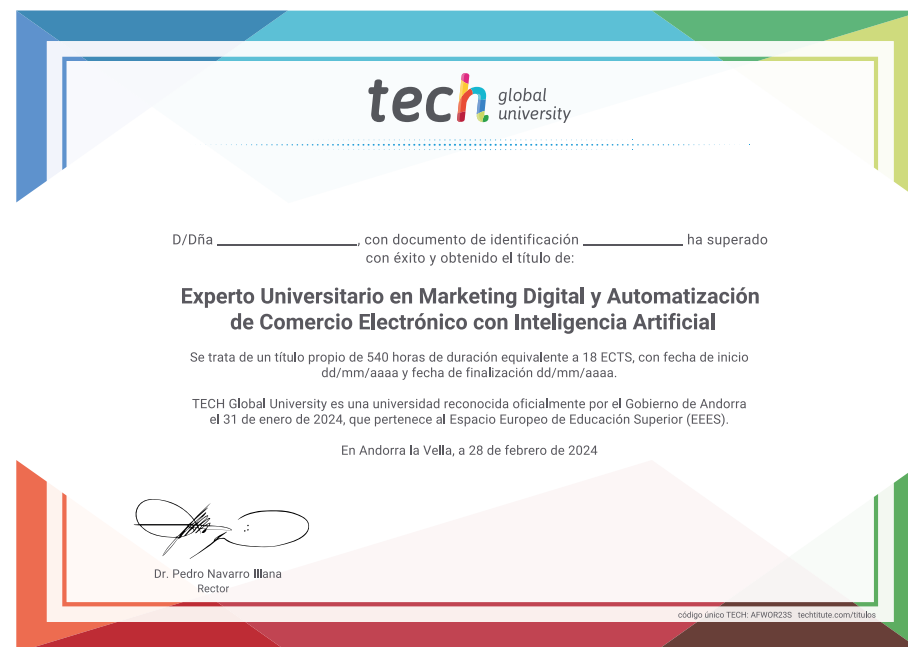 tech global university
D/Dña ____________________, con documento de identificación ______________ ha superado
con éxito y obtenido el título de:
Experto Universitario en Marketing Digital y Automatización
de Comercio Electrónico con Inteligencia Artificial
Se trata de un título propio de 540 horas de duración equivalente a 18 ECTS, con fecha de inicio
dd/mm/aaaa y fecha de finalización dd/mm/aaaa.
TECH Global University es una universidad reconocida oficialmente por el Gobierno de Andorra
el 31 de enero de 2024, que pertenece al Espacio Europeo de Educación Superior (EEES).
En Andorra la Vella, a 28 de febrero de 2024
Dr. Pedro Navarro Illana
Rector
código único TECH: AFWOR23S techtitute.com/titulos